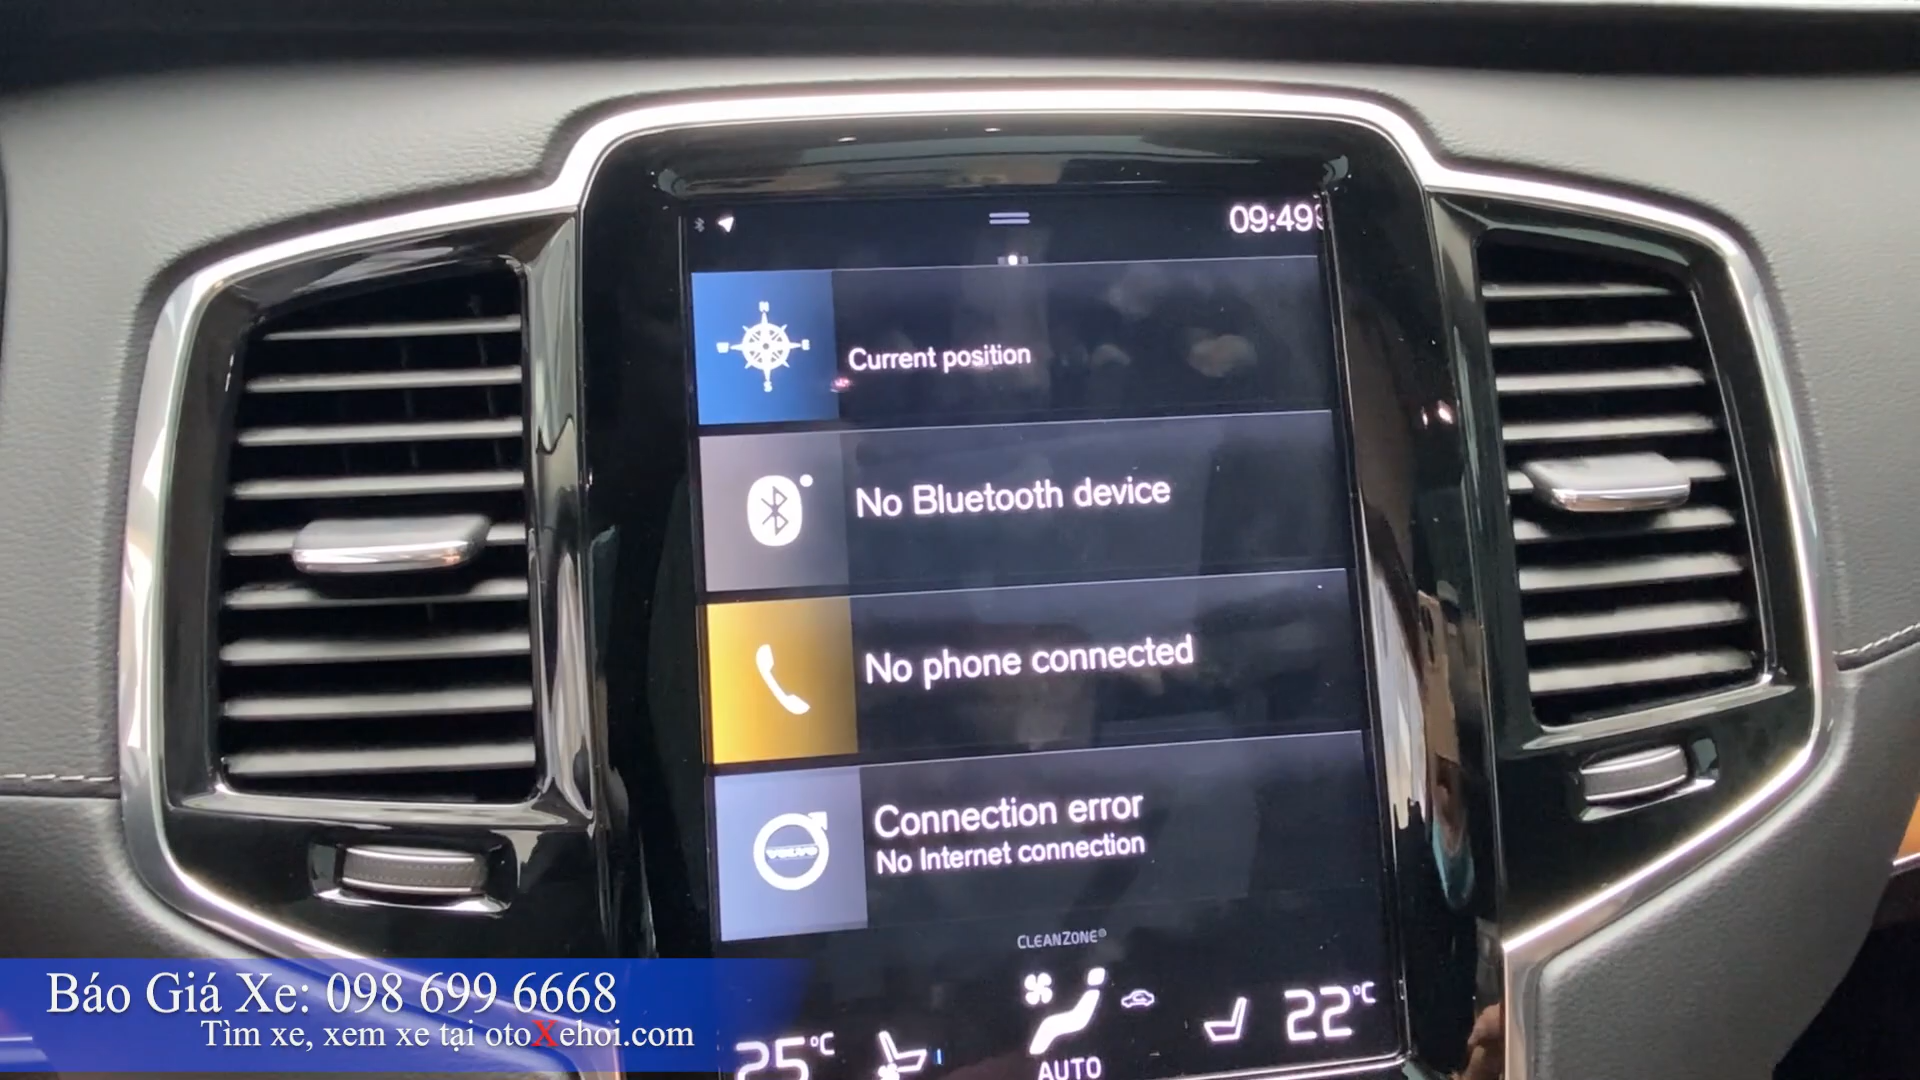 09:49
N
W E
S
Current position
No Bluetooth device
No phone connected
Connection error
No Internet connection
VOLVO
CLEANZONE®
25°C
22°C
AUTO
Báo Giá Xe: 098 699 6668
Tìm xe, xem xe tại otoXehoi.com